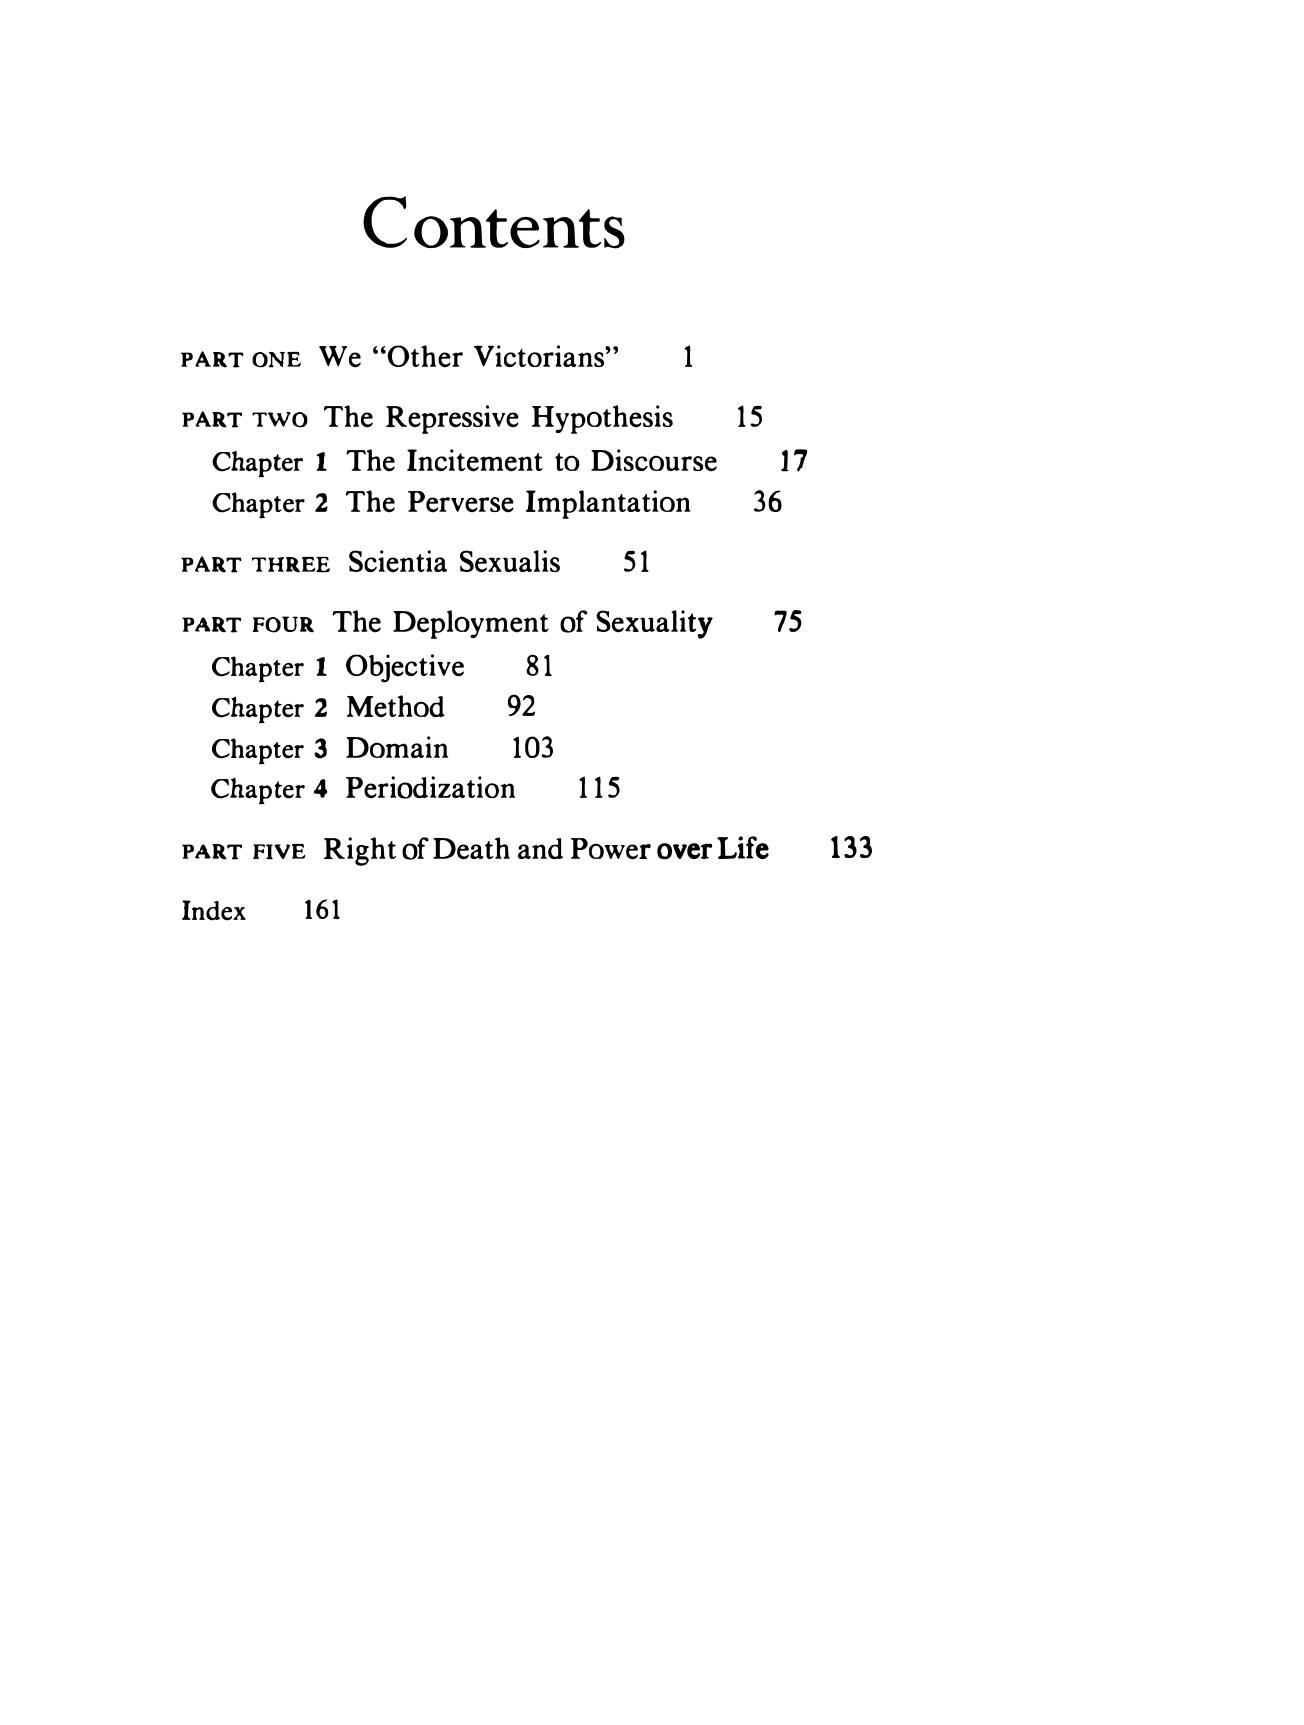 Contents
PART ONE We “Other Victorians” 1
PART TWO The Repressive Hypothesis 15
Chapter 1 The Incitement to Discourse 17
Chapter 2 The Perverse Implantation 36
PART THREE Scientia Sexualis 51
PART FOUR The Deployment of Sexuality 75
Chapter 1 Objective 81
Chapter 2 Method 92
Chapter 3 Domain 103
Chapter 4 Periodization 115
PART FIVE Right of Death and Power over Life 133
Index 161